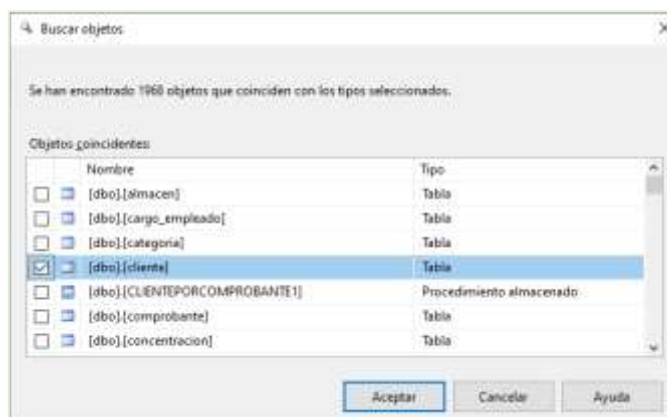 Buscar objetos
Se han encontrado 1968 objetos que coinciden con los tipos seleccionados.
Objetos coincidentes:
Nombre Tipo
[dbo].[almacen] Tabla
[dbo].[cargo_empleado] Tabla
[dbo].[categoria] Tabla
[dbo].[cliente] Tabla
[dbo].[CLIENTEPORCOMPROBANTE1] Procedimiento almacenado
[dbo].[comprobante] Tabla
[dbo].[concentracion] Tabla
Aceptar Cancelar Ayuda